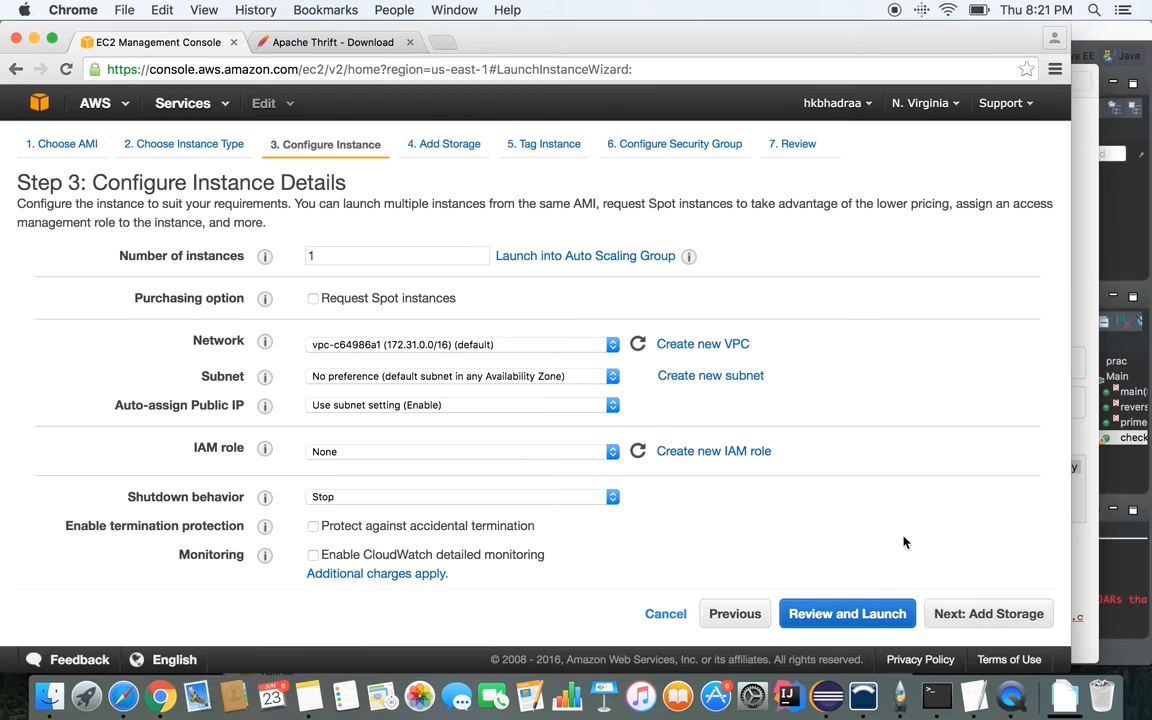 Chrome File Edit View History Bookmarks People Window Help Thu 8:21 PM
EC2 Management Console Apache Thrift - Download
https://console.aws.amazon.com/ec2/v2/home?region=us-east-1#LaunchInstanceWizard:
Java
AWS Services Edit hkbhadraa N. Virginia Support
1. Choose AMI 2. Choose Instance Type 3. Configure Instance 4. Add Storage 5. Tag Instance 6. Configure Security Group 7. Review
Step 3: Configure Instance Details
Configure the instance to suit your requirements. You can launch multiple instances from the same AMI, request Spot instances to take advantage of the lower pricing, assign an access
management role to the instance, and more.
Number of instances 1 Launch into Auto Scaling Group
Purchasing option Request Spot instances
Network vpc-c64986a1 (172.31.0.0/16) (default) Create new VPC
Subnet No preference (default subnet in any Availability Zone) Create new subnet
Auto-assign Public IP Use subnet setting (Enable)
IAM role None Create new IAM role
Shutdown behavior Stop
Enable termination protection Protect against accidental termination
Monitoring Enable CloudWatch detailed monitoring
Additional charges apply.
Cancel Previous Review and Launch Next: Add Storage
Feedback English © 2008 - 2016, Amazon Web Services, Inc. or its affiliates. All rights reserved. Privacy Policy Terms of Use
prac
Main
main(
revers
prime
check
JARs tha
.c
23